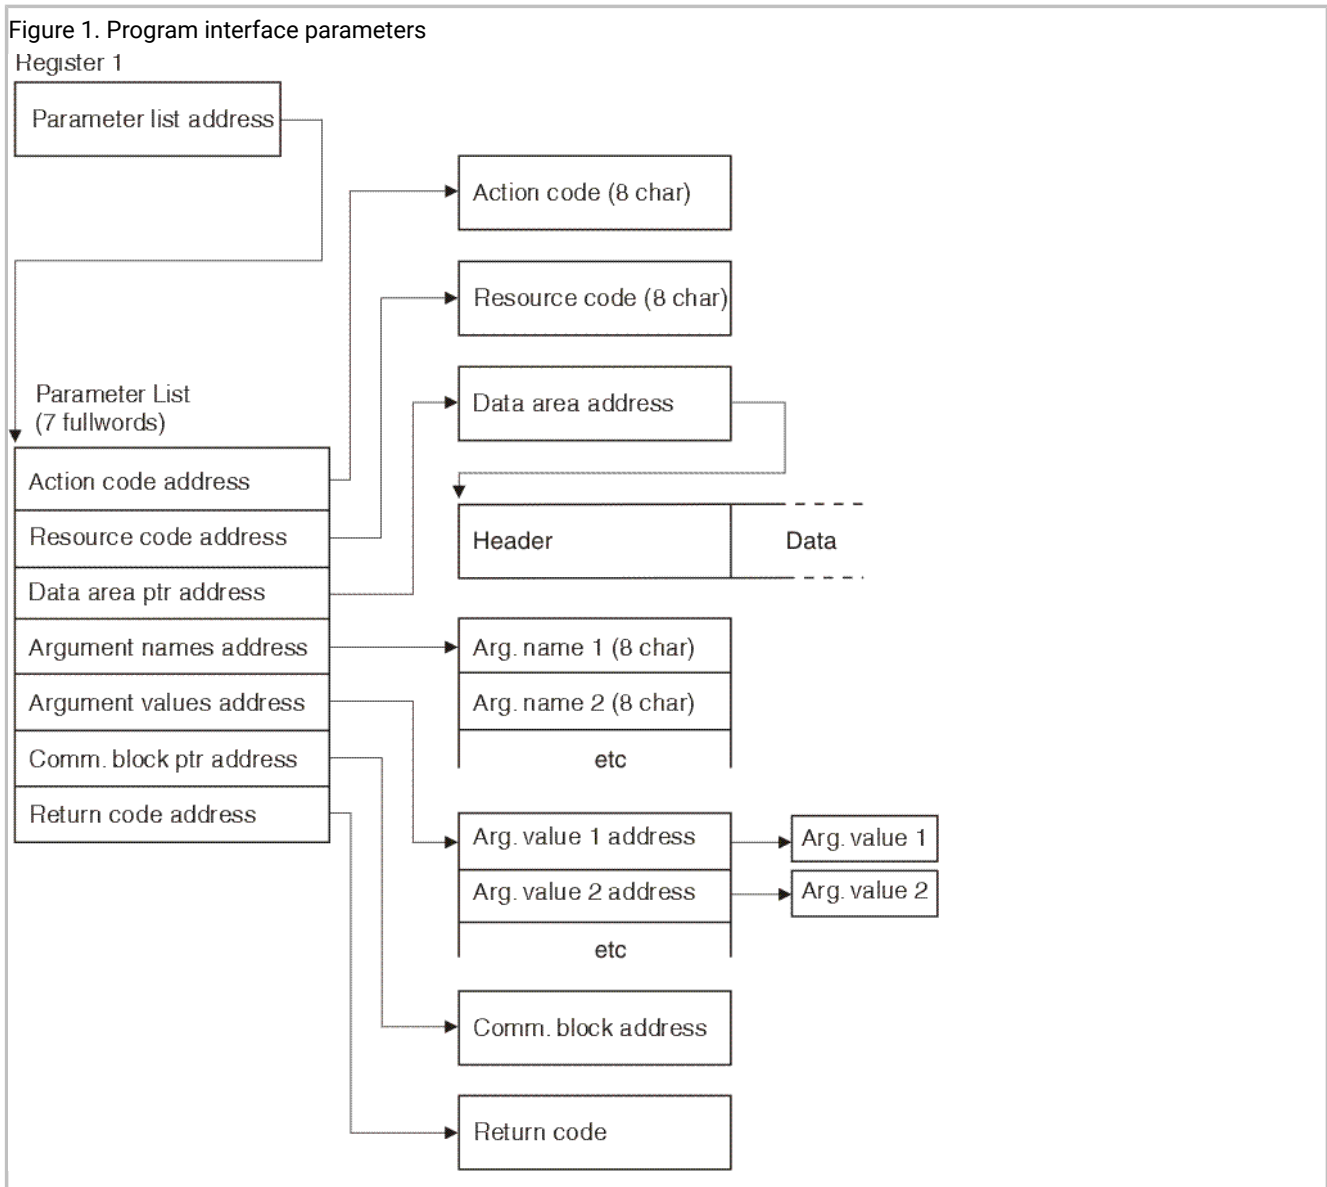 Figure 1. Program interface parameters
Register 1
Parameter list address
Action code (8 char)
Resource code (8 char)
Data area address
Header
Data
Parameter List
(7 fullwords)
Action code address
Resource code address
Data area ptr address
Argument names address
Argument values address
Comm. block ptr address
Return code address
Arg. name 1 (8 char)
Arg. name 2 (8 char)
etc
Arg. value 1 address
Arg. value 1
Arg. value 2 address
Arg. value 2
etc
Comm. block address
Return code